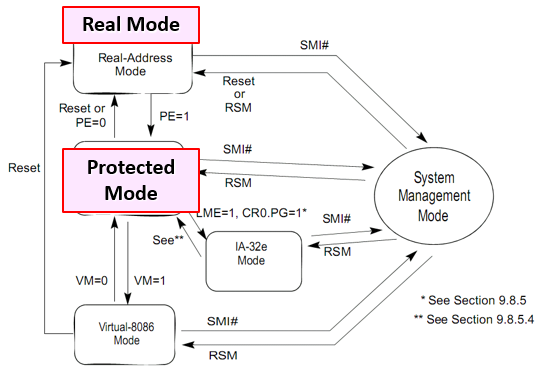 Real Mode
Real-Address
Mode
SMI#
Reset
or
RSM
Reset or
PE=0
PE=1
Reset
Protected
Mode
SMI#
RSM
System
Management
Mode
LME=1, CR0.PG=1*
See**
IA-32e
Mode
SMI#
RSM
VM=0
VM=1
* See Section 9.8.5
** See Section 9.8.5.4
Virtual-8086
Mode
SMI#
RSM